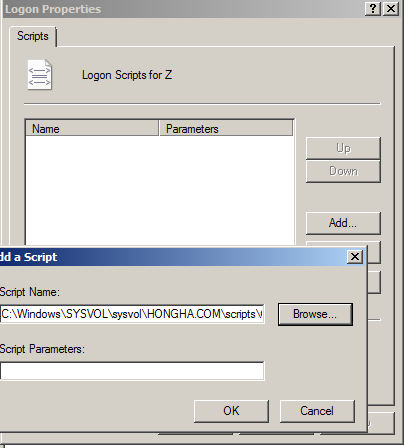 Logon Properties
Scripts
Logon Scripts for Z
Name Parameters
Up
Down
Add...
dd a Script
Script Name:
C:\Windows\SYSVOL\sysvol\HONGHA.COM\scripts\
Browse...
Script Parameters:
OK Cancel